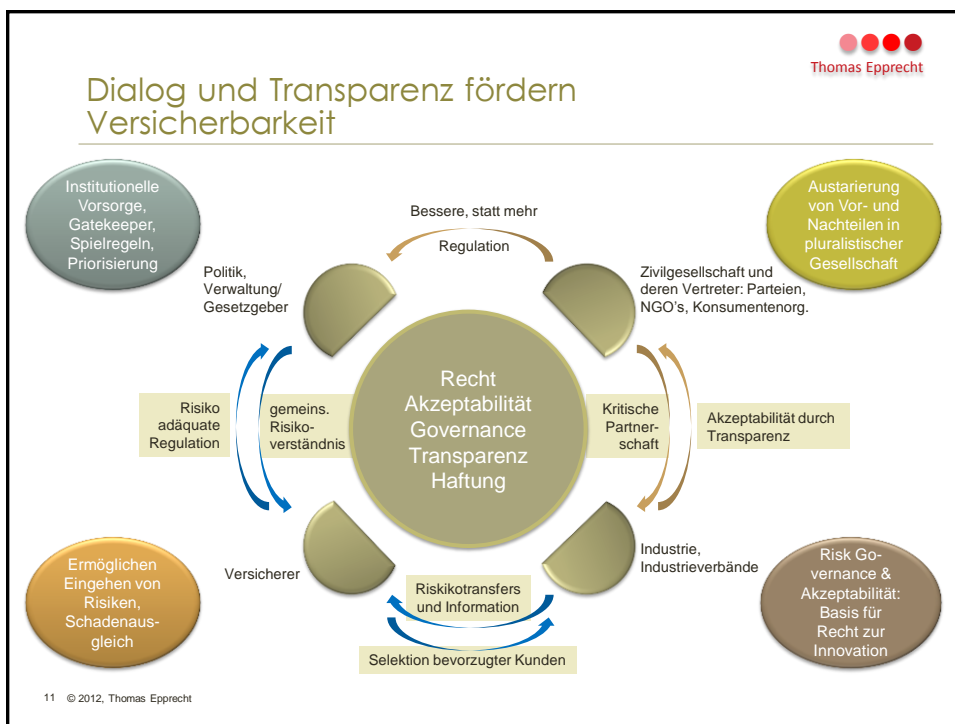 Thomas Epprecht
Dialog und Transparenz fördern
Versicherbarkeit
Institutionelle
Vorsorge,
Gatekeeper,
Spielregeln,
Priorisierung
Austarierung
von Vor- und
Nachteilen in
pluralistischer
Gesellschaft
Bessere, statt mehr
Regulation
Politik,
Verwaltung/
Gesetzgeber
Zivilgesellschaft und
deren Vertreter: Parteien,
NGO's, Konsumentenorg.
Risiko
adäquate
Regulation
gemeins.
Risiko-
verständnis
Recht
Akzeptabilität
Governance
Transparenz
Haftung
Kritische
Partner-
schaft
Akzeptabilität durch
Transparenz
Ermöglichen
Eingehen von
Risiken,
Schadenaus-
gleich
Versicherer
Riskikotransfers
und Information
Selektion bevorzugter Kunden
Industrie,
Industrieverbände
Risk Go-
vernance &
Akzeptabilität:
Basis für
Recht zur
Innovation
11 © 2012, Thomas Epprecht